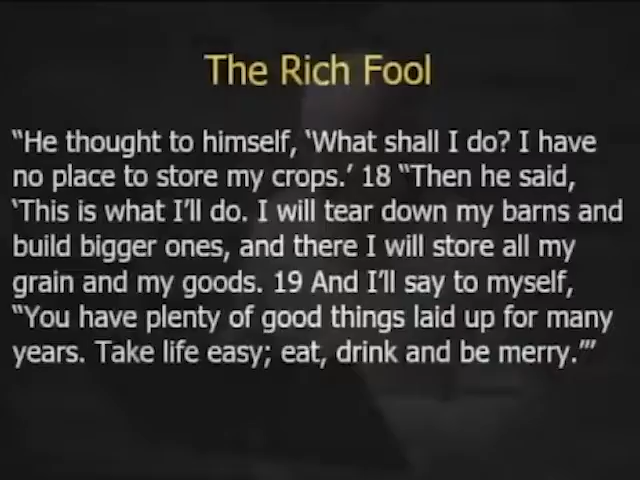 The Rich Fool
“He thought to himself, ‘What shall I do? I have
no place to store my crops.’ 18 “Then he said,
‘This is what I’ll do. I will tear down my barns and
build bigger ones, and there I will store all my
grain and my goods. 19 And I’ll say to myself,
“You have plenty of good things laid up for many
years. Take life easy; eat, drink and be merry.”’